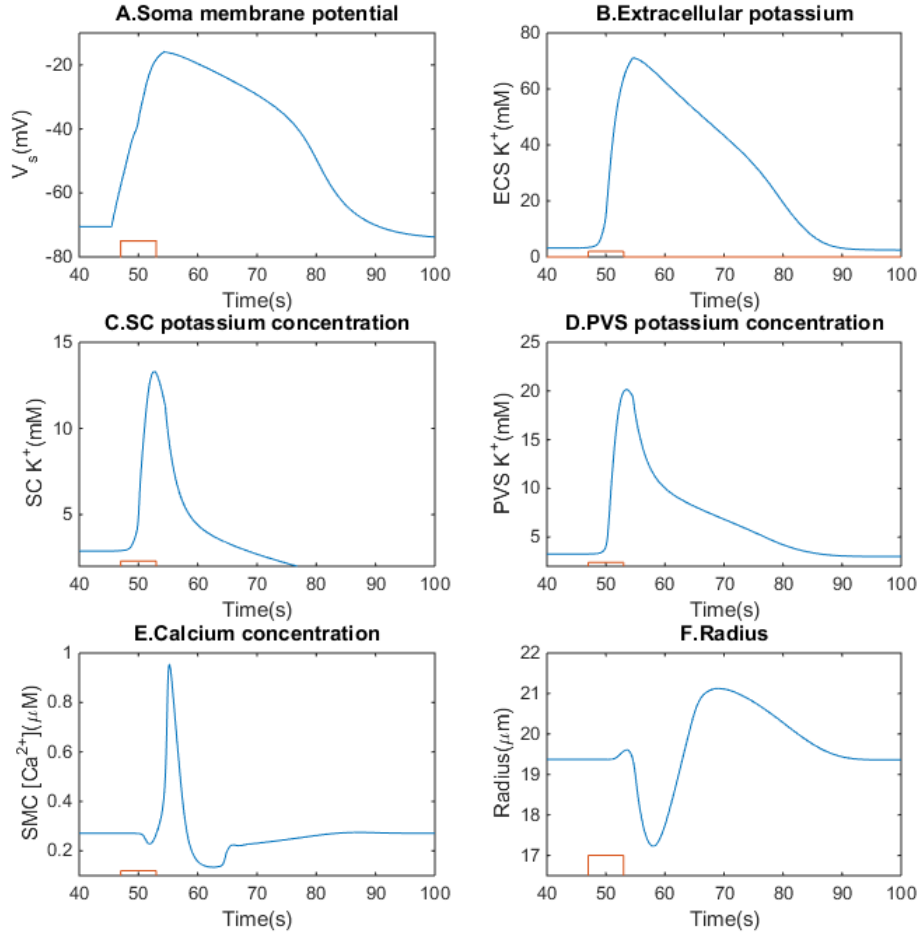 A.Soma membrane potential
V_s(mV)
-20
-40
-60
-80
40 50 60 70 80 90 100
Time(s)
B.Extracellular potassium
ECS K⁺(mM)
80
60
40
20
0
40 50 60 70 80 90 100
Time(s)
C.SC potassium concentration
SC K⁺(mM)
15
10
5
40 50 60 70 80 90 100
Time(s)
D.PVS potassium concentration
PVS K⁺(mM)
25
20
15
10
5
40 50 60 70 80 90 100
Time(s)
E.Calcium concentration
SMC [Ca²⁺](μM)
1
0.8
0.6
0.4
0.2
40 50 60 70 80 90 100
Time(s)
F.Radius
Radius(μm)
22
21
20
19
18
17
40 50 60 70 80 90 100
Time(s)